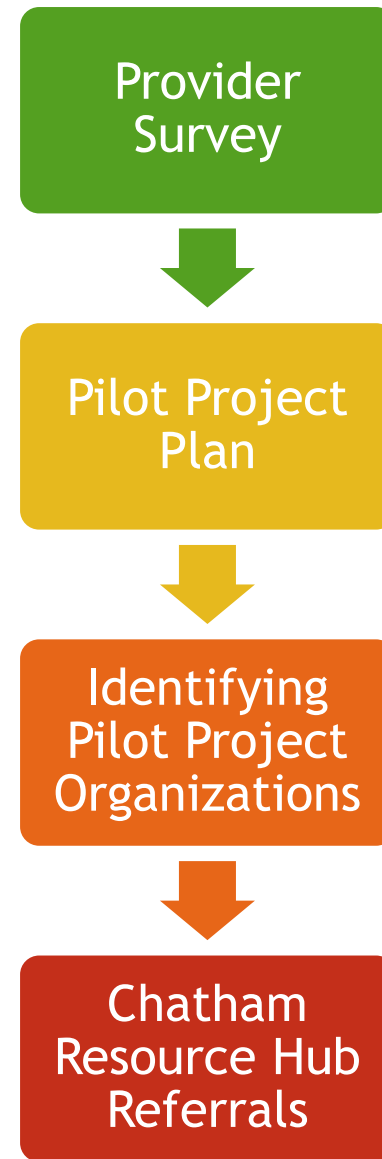 Provider
Survey
Pilot Project
Plan
Identifying
Pilot Project
Organizations
Chatham
Resource Hub
Referrals